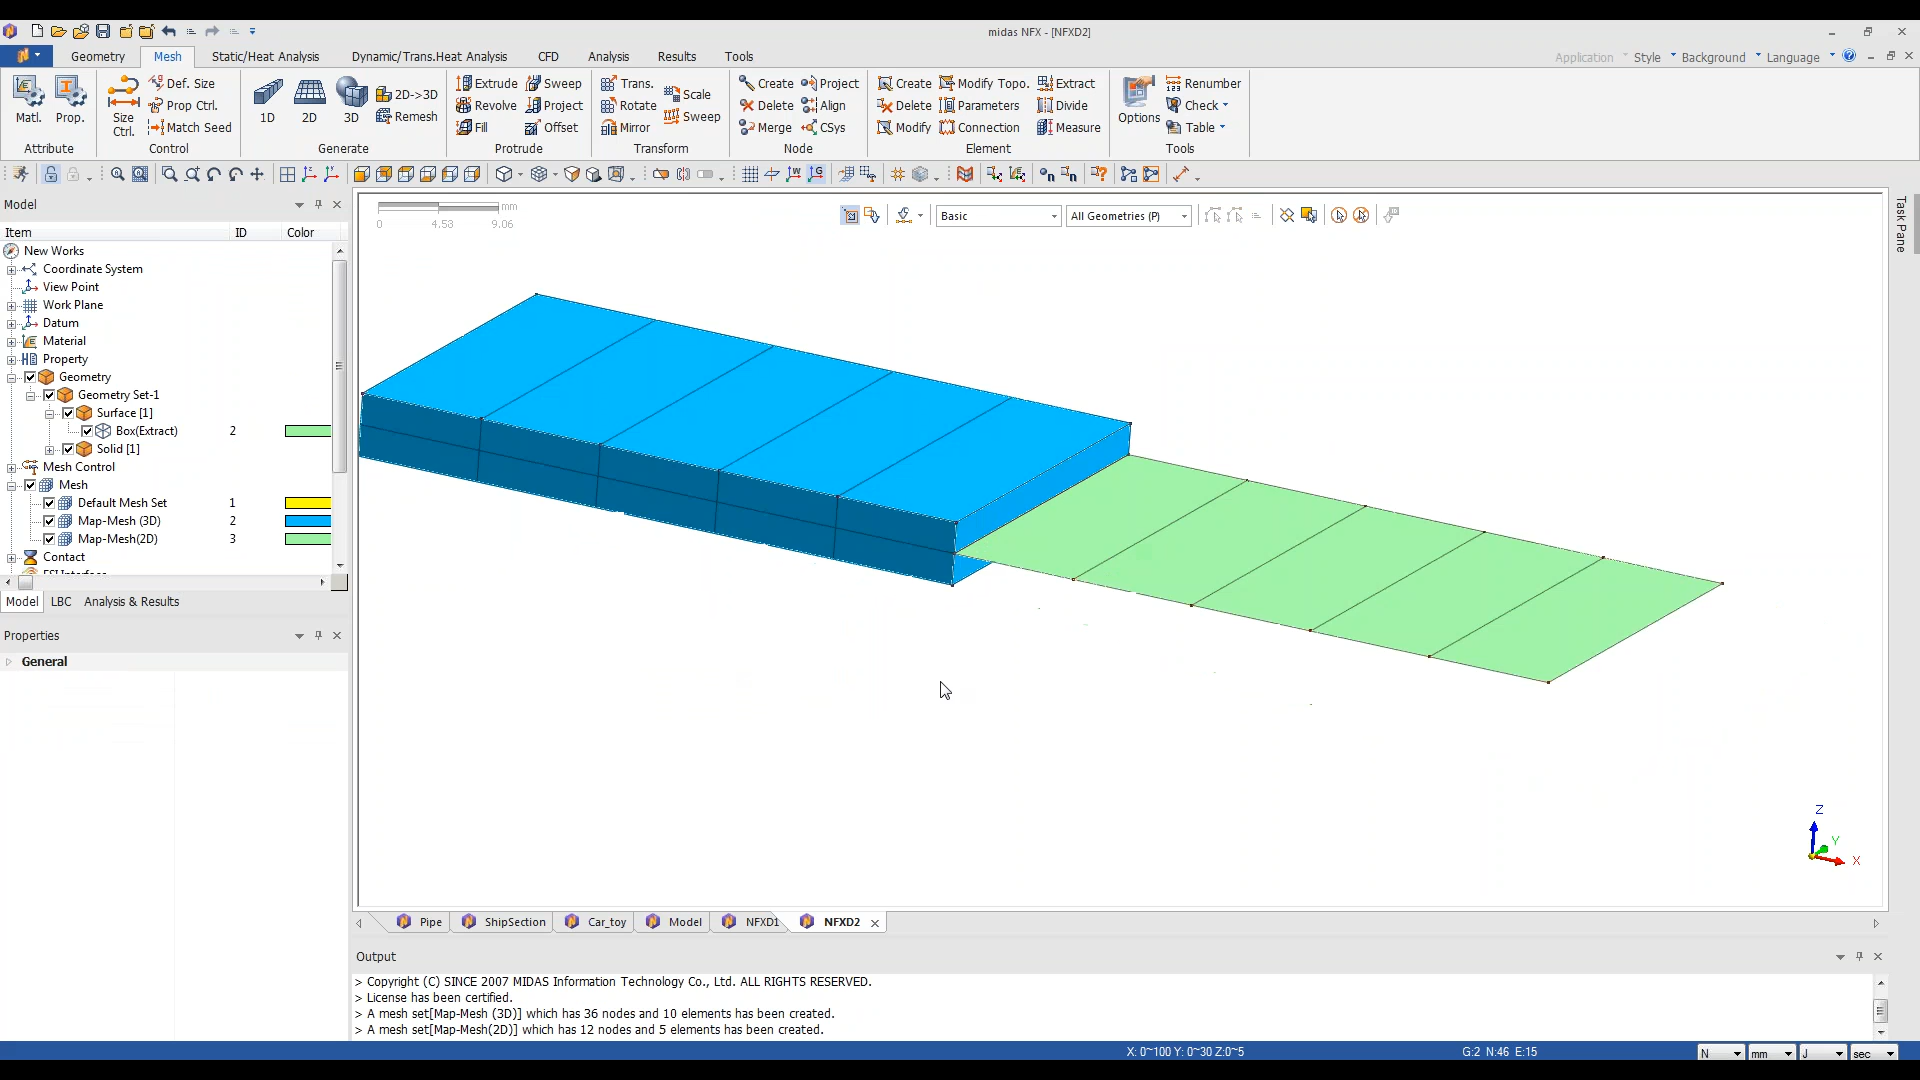 midas NFX - [NFXD2]
Geometry Mesh Static/Heat Analysis Dynamic/Trans.Heat Analysis CFD Analysis Results Tools Application Style Background Language
Matl. Prop.
Attribute
Size Ctrl. Def. Size Prop Ctrl. Match Seed
Control
1D 2D 3D 2D->3D Remesh
Generate
Extrude Revolve Fill Sweep Project Offset
Protrude
Trans. Rotate Mirror Scale Sweep
Transform
Create Delete Merge Project Align CSys
Node
Create Delete Modify Modify Topo. Parameters Connection Extract Divide Measure
Element
Options Renumber Check Table
Tools
Model
Item ID Color
New Works
Coordinate System
View Point
Work Plane
Datum
Material
Property
Geometry
Geometry Set-1
Surface [1]
Box(Extract) 2
Solid [1]
Mesh Control
Mesh
Default Mesh Set 1
Map-Mesh (3D) 2
Map-Mesh(2D) 3
Contact
Model LBC Analysis & Results
Properties
General
mm
0 4.53 9.06
Basic All Geometries (P)
Task Pane
Z
Y
X
Pipe ShipSection Car_toy Model NFXD1 NFXD2
Output
> Copyright (C) SINCE 2007 MIDAS Information Technology Co., Ltd. ALL RIGHTS RESERVED.
> License has been certified.
> A mesh set[Map-Mesh (3D)] which has 36 nodes and 10 elements has been created.
> A mesh set[Map-Mesh(2D)] which has 12 nodes and 5 elements has been created.
X: 0~100 Y: 0~30 Z:0~5 G:2 N:46 E:15 N mm J sec